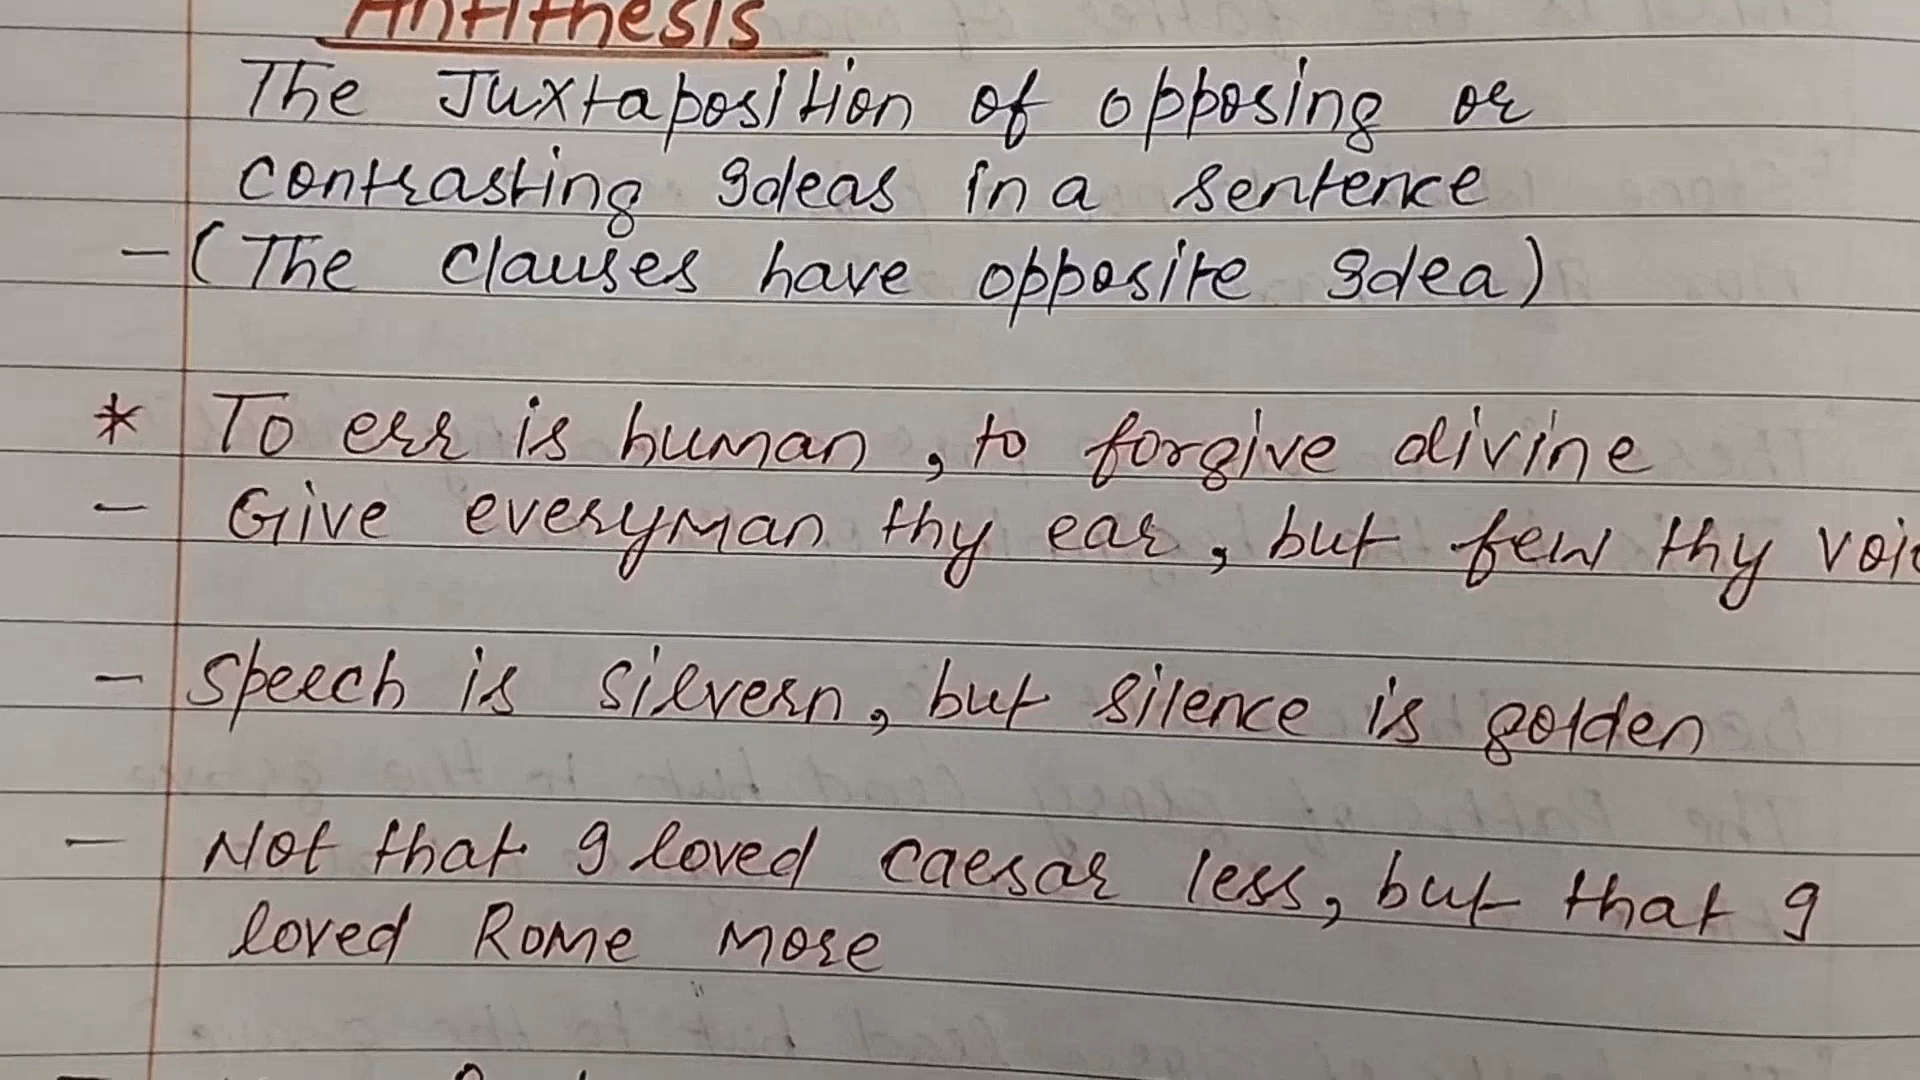 Antithesis
The Juxtaposition of opposing or
contrasting Ideas in a sentence
- (The clauses have opposite Idea)
* To err is human, to forgive divine
- Give everyman thy ear, but few thy voic
- Speech is silvern, but silence is golden
- Not that I loved caesar less, but that I
loved Rome more